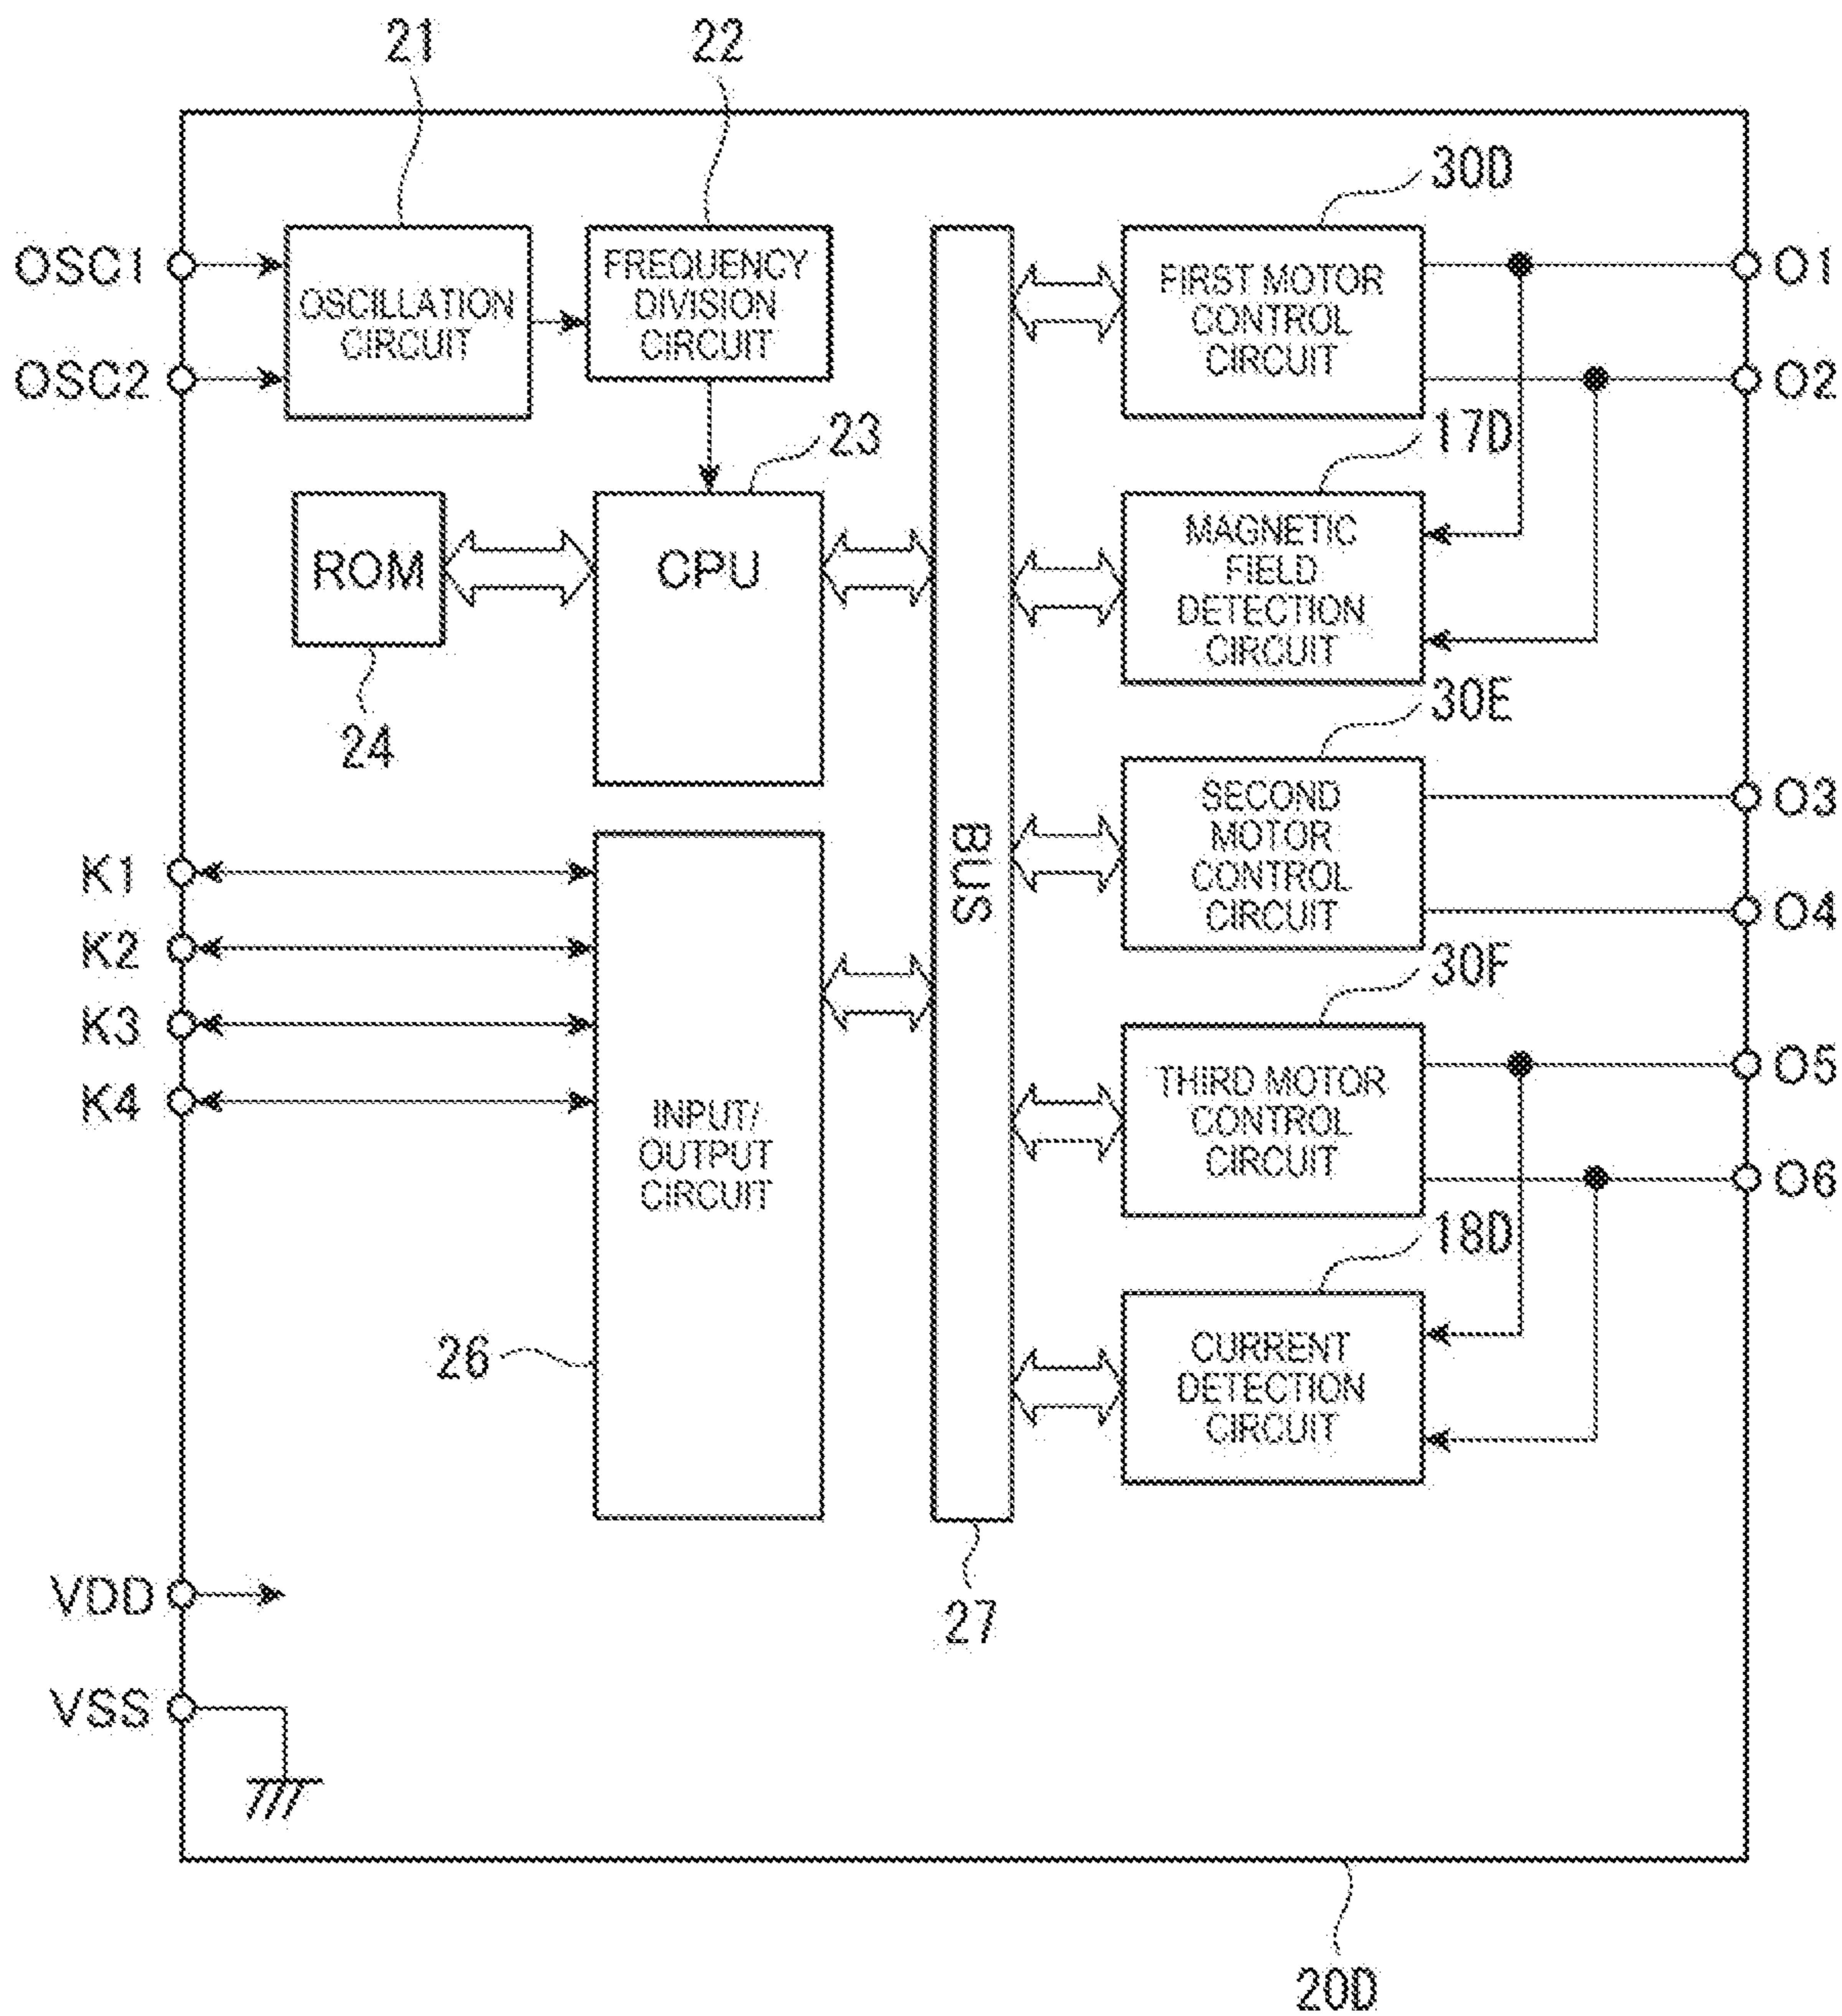 21
22
30D
OSC1
OSCILLATION
CIRCUIT
FREQUENCY
DIVISION
CIRCUIT
FIRST MOTOR
CONTROL
CIRCUIT
O1
OSC2
O2
23
17D
ROM
CPU
MAGNETIC
FIELD
DETECTION
CIRCUIT
24
30E
SECOND
MOTOR
CONTROL
CIRCUIT
O3
O4
BUS
K1
K2
K3
K4
30F
INPUT/
OUTPUT
CIRCUIT
THIRD MOTOR
CONTROL
CIRCUIT
O5
O6
18D
26
CURRENT
DETECTION
CIRCUIT
VDD
27
VSS
20D